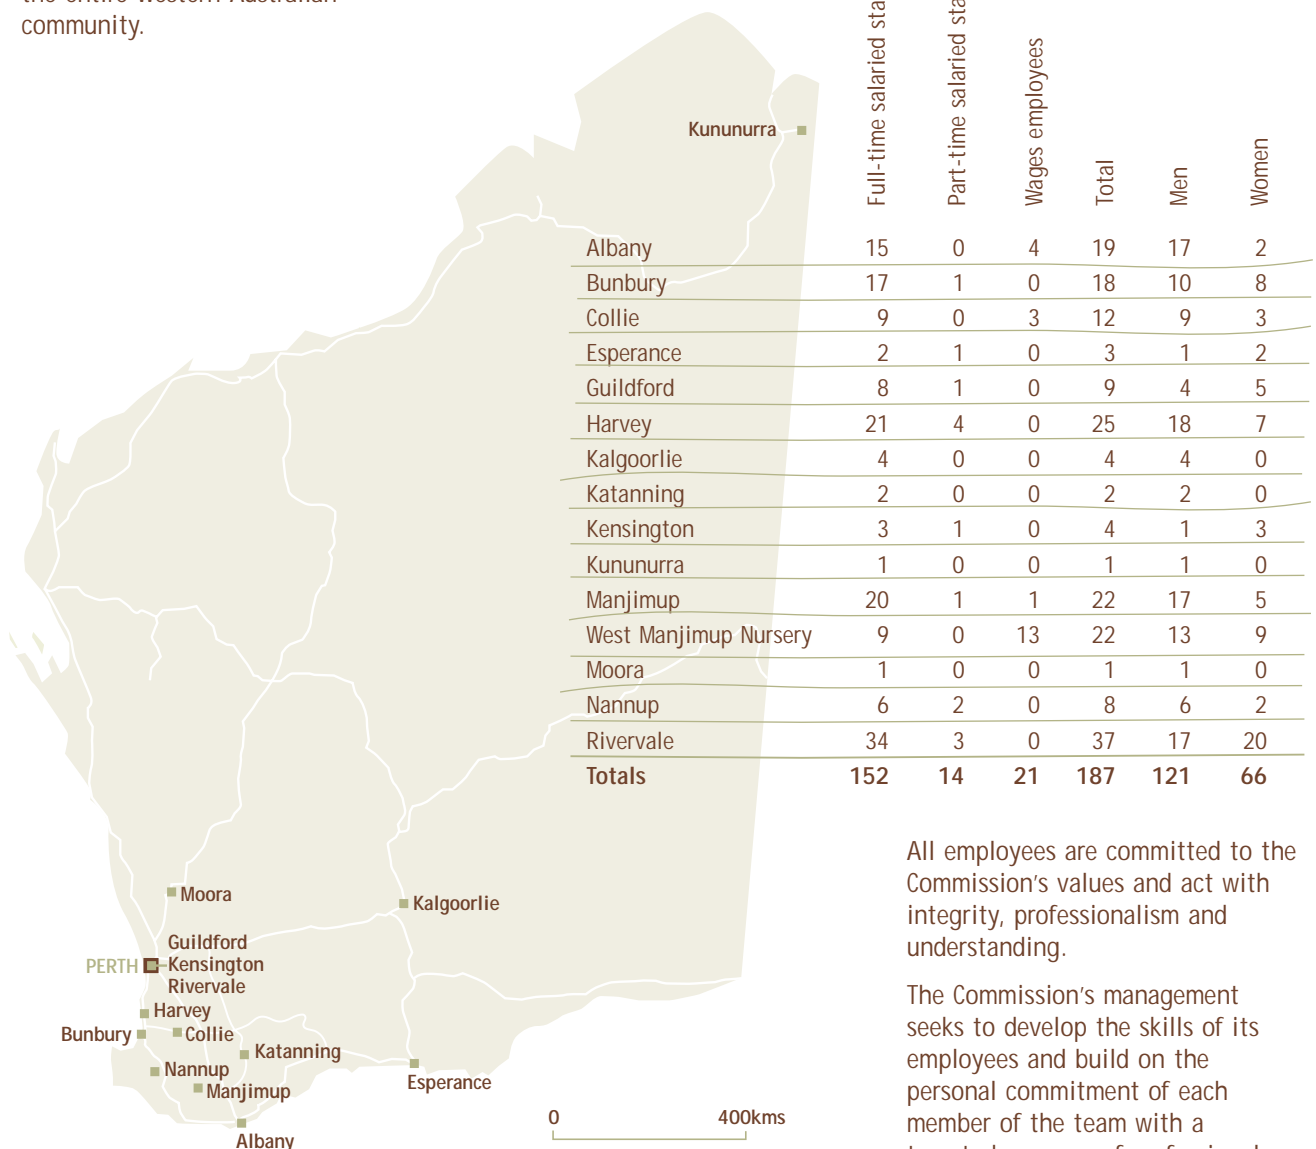 community.
Full-time salaried
Part-time salaried
Wages employees
Total
Men
Women
Albany 15 0 4 19 17 2
Bunbury 17 1 0 18 10 8
Collie 9 0 3 12 9 3
Esperance 2 1 0 3 1 2
Guildford 8 1 0 9 4 5
Harvey 21 4 0 25 18 7
Kalgoorlie 4 0 0 4 4 0
Katanning 2 0 0 2 2 0
Kensington 3 1 0 4 1 3
Kununurra 1 0 0 1 1 0
Manjimup 20 1 1 22 17 5
West Manjimup Nursery 9 0 13 22 13 9
Moora 1 0 0 1 1 0
Nannup 6 2 0 8 6 2
Rivervale 34 3 0 37 17 20
Totals 152 14 21 187 121 66
Kununurra
Moora
Kalgoorlie
Guildford
PERTH Kensington
Rivervale
Harvey
Bunbury
Collie
Katanning
Nannup
Manjimup
Esperance
Albany
0 400kms
All employees are committed to the
Commission's values and act with
integrity, professionalism and
understanding.
The Commission's management
seeks to develop the skills of its
employees and build on the
personal commitment of each
member of the team with a